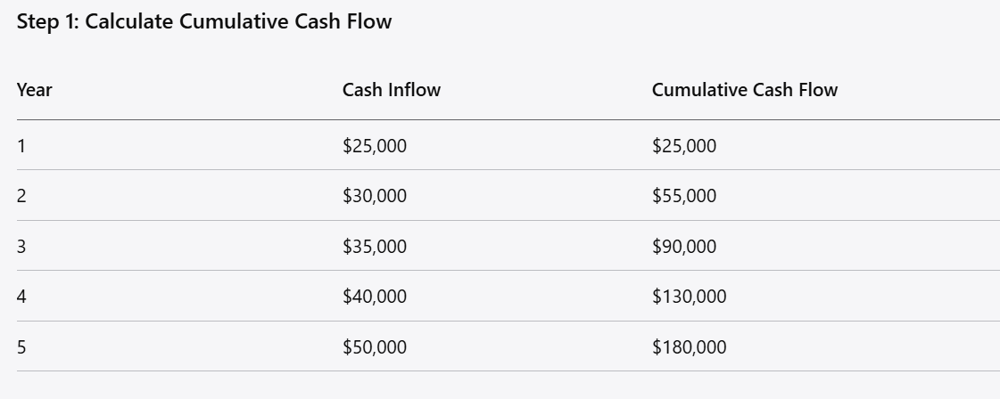 Step 1: Calculate Cumulative Cash Flow
Year Cash Inflow Cumulative Cash Flow
1 $25,000 $25,000
2 $30,000 $55,000
3 $35,000 $90,000
4 $40,000 $130,000
5 $50,000 $180,000